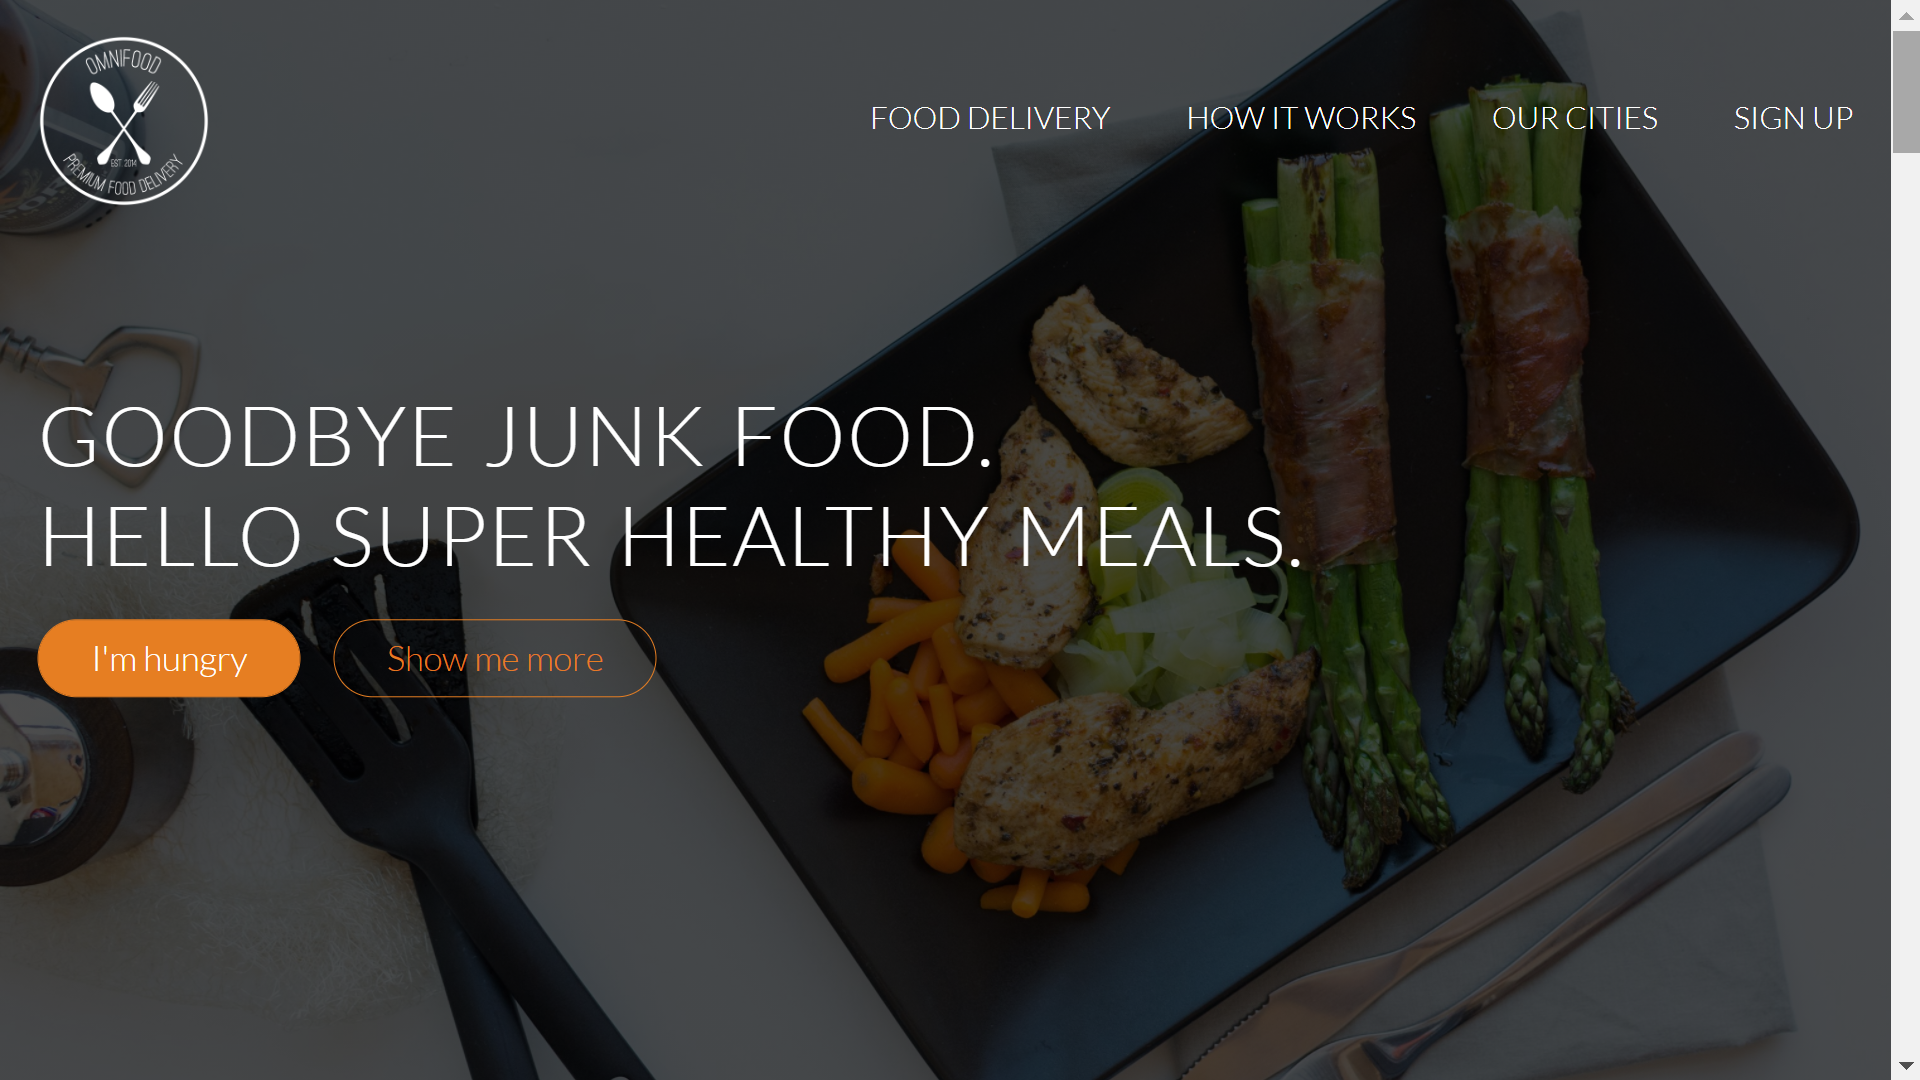 OMNIFOOD
EST. 2014
PREMIUM FOOD DELIVERY
FOOD DELIVERY
HOW IT WORKS
OUR CITIES
SIGN UP
GOODBYE JUNK FOOD.
HELLO SUPER HEALTHY MEALS.
I'm hungry
Show me more